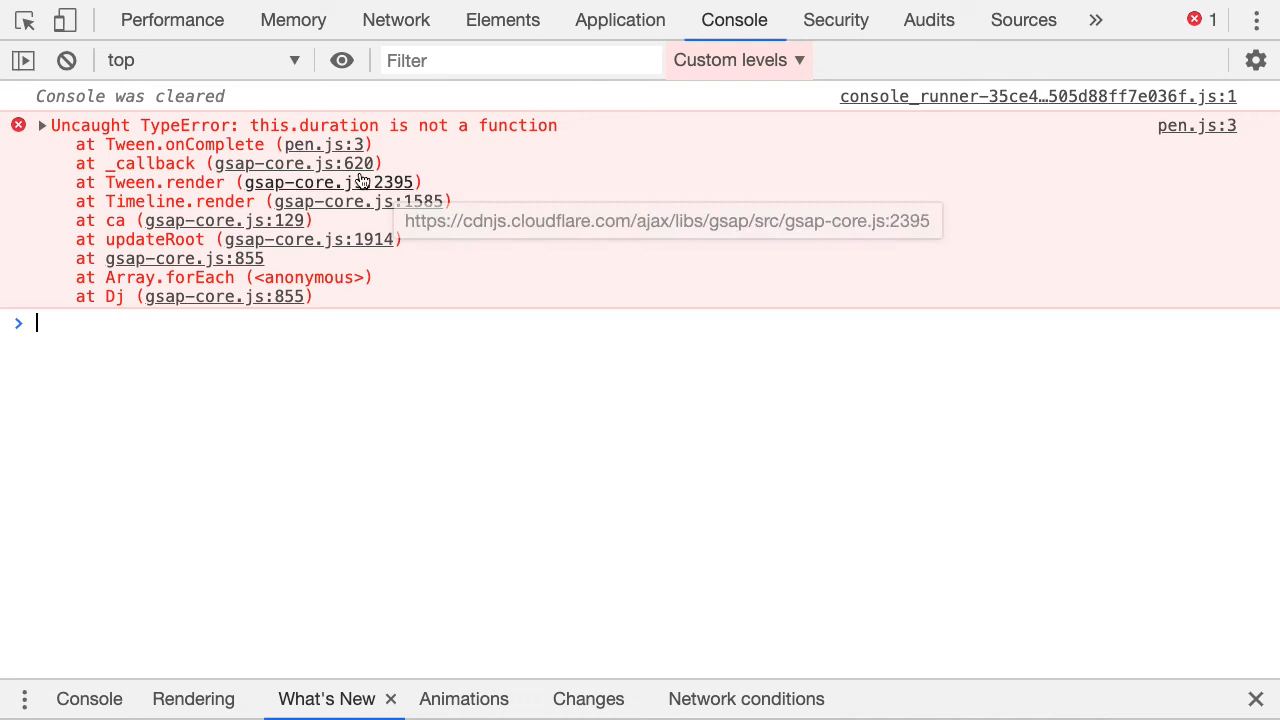 Performance Memory Network Elements Application Console Security Audits Sources » 1
top ▼ Filter Custom levels ▼
Console was cleared console_runner-35ce4…505d88ff7e036f.js:1
Uncaught TypeError: this.duration is not a function pen.js:3
at Tween.onComplete (pen.js:3)
at _callback (gsap-core.js:620)
at Tween.render (gsap-core.js:2395)
at Timeline.render (gsap-core.js:1585)
at ca (gsap-core.js:129)
https://cdnjs.cloudflare.com/ajax/libs/gsap/src/gsap-core.js:2395
at updateRoot (gsap-core.js:1914)
at gsap-core.js:855
at Array.forEach (<anonymous>)
at Dj (gsap-core.js:855)
Console Rendering What's New × Animations Changes Network conditions